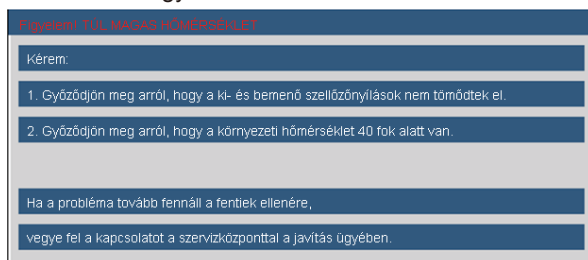 Figyelem: TÚL MAGAS HŐMÉRSÉKLET
Kérem:
1. Győződjön meg arról, hogy a ki- és bemenő szellőzőnyílások nem tömődtek el.
2. Győződjön meg arról, hogy a környezeti hőmérséklet 40 fok alatt van.
Ha a probléma tovább fennáll a fentiek ellenére,
vegye fel a kapcsolatot a szervizközponttal a javítás ügyében.